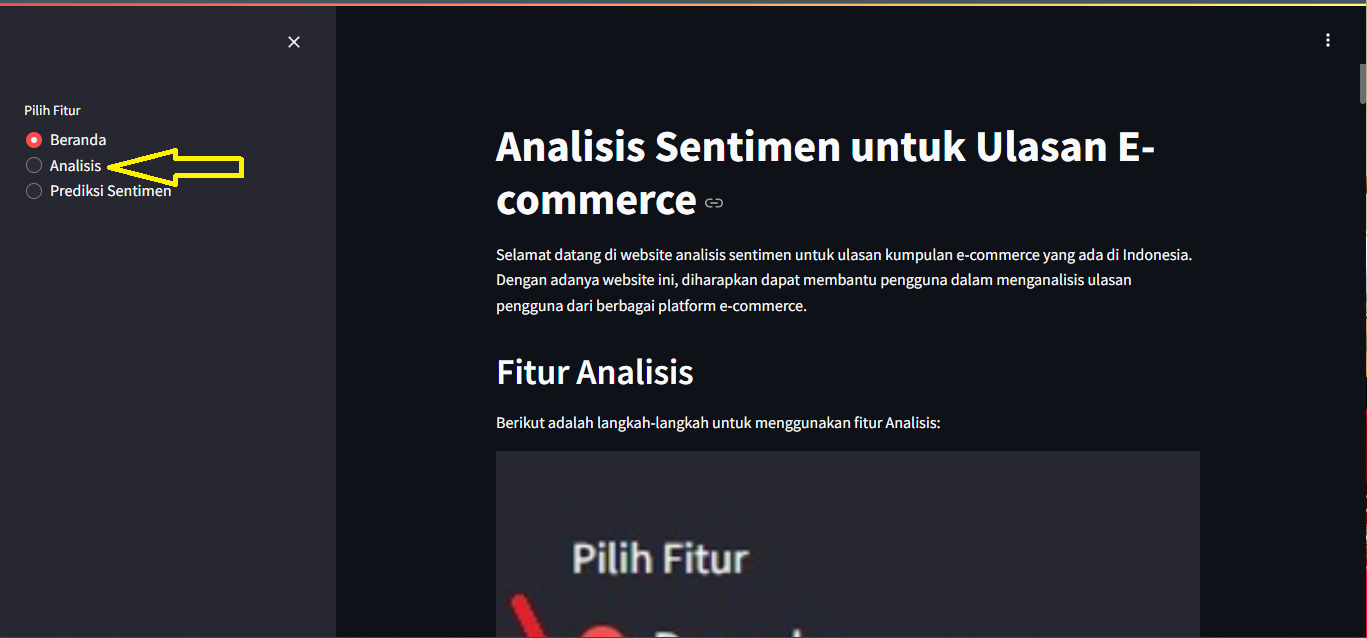 Pilih Fitur
Beranda
Analisis
Prediksi Sentimen
Analisis Sentimen untuk Ulasan E-
commerce
Selamat datang di website analisis sentimen untuk ulasan kumpulan e-commerce yang ada di Indonesia.
Dengan adanya website ini, diharapkan dapat membantu pengguna dalam menganalisis ulasan
pengguna dari berbagai platform e-commerce.
Fitur Analisis
Berikut adalah langkah-langkah untuk menggunakan fitur Analisis:
Pilih Fitur